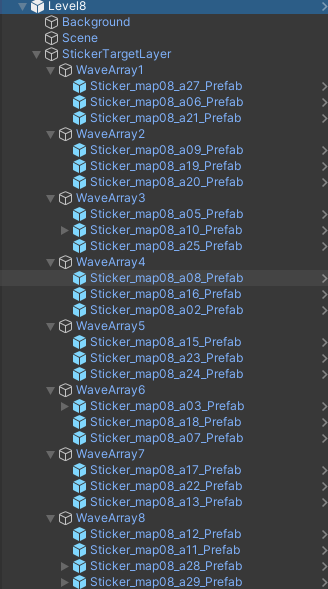 Level8
Background
Scene
StickerTargetLayer
WaveArray1
Sticker_map08_a27_Prefab
Sticker_map08_a06_Prefab
Sticker_map08_a21_Prefab
WaveArray2
Sticker_map08_a09_Prefab
Sticker_map08_a19_Prefab
Sticker_map08_a20_Prefab
WaveArray3
Sticker_map08_a05_Prefab
Sticker_map08_a10_Prefab
Sticker_map08_a25_Prefab
WaveArray4
Sticker_map08_a08_Prefab
Sticker_map08_a16_Prefab
Sticker_map08_a02_Prefab
WaveArray5
Sticker_map08_a15_Prefab
Sticker_map08_a23_Prefab
Sticker_map08_a24_Prefab
WaveArray6
Sticker_map08_a03_Prefab
Sticker_map08_a18_Prefab
Sticker_map08_a07_Prefab
WaveArray7
Sticker_map08_a17_Prefab
Sticker_map08_a22_Prefab
Sticker_map08_a13_Prefab
WaveArray8
Sticker_map08_a12_Prefab
Sticker_map08_a11_Prefab
Sticker_map08_a28_Prefab
Sticker_map08_a29_Prefab